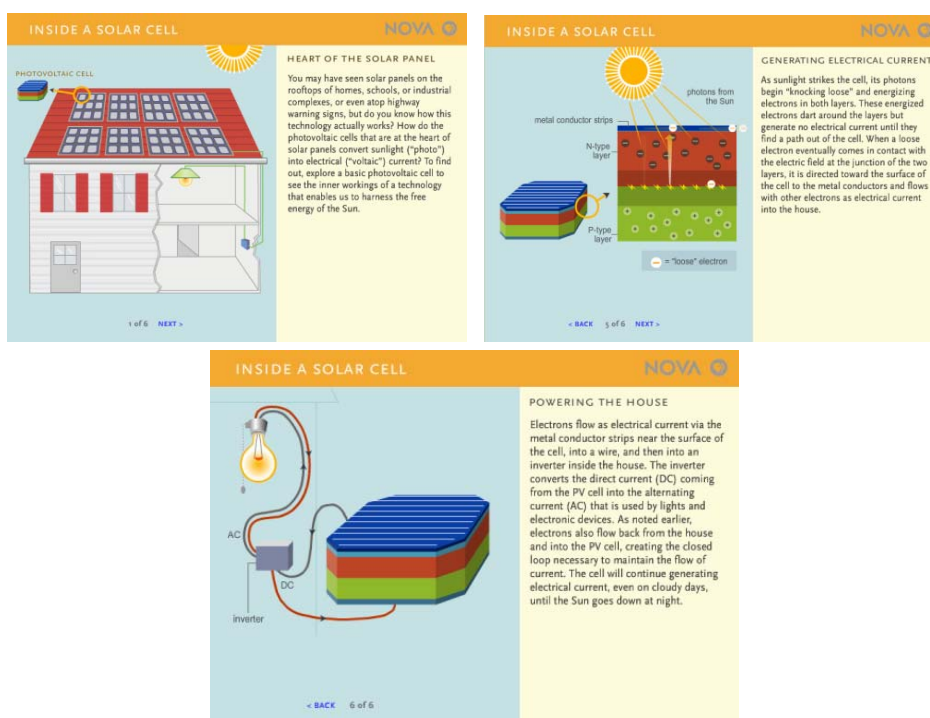 INSIDE A SOLAR CELL
NOVA
PHOTOVOLTAIC CELL
HEART OF THE SOLAR PANEL
You may have seen solar panels on the
rooftops of homes, schools, or industrial
complexes, or even atop highway
warning signs, but do you know how this
technology actually works? How do the
photovoltaic cells that are at the heart of
solar panels convert sunlight ("photo")
into electrical ("voltaic") current? To find
out, explore a basic photovoltaic cell to
see the inner workings of a technology
that enables us to harness the free
energy of the Sun.
1 of 6 NEXT >
INSIDE A SOLAR CELL
NOVA
photons from
the Sun
metal conductor strips
N-type
layer
P-type
layer
= "loose" electron
GENERATING ELECTRICAL CURRENT
As sunlight strikes the cell, its photons
begin "knocking loose" and energizing
electrons in both layers. These energized
electrons dart around the layers but
generate no electrical current until they
find a path out of the cell. When a loose
electron eventually comes in contact with
the electric field at the junction of the two
layers, it is directed toward the surface of
the cell to the metal conductors and flows
with other electrons as electrical current
into the house.
< BACK 5 of 6 NEXT >
INSIDE A SOLAR CELL
NOVA
AC
DC
inverter
POWERING THE HOUSE
Electrons flow as electrical current via the
metal conductor strips near the surface of
the cell, into a wire, and then into an
inverter inside the house. The inverter
converts the direct current (DC) coming
from the PV cell into the alternating
current (AC) that is used by lights and
electronic devices. As noted earlier,
electrons also flow back from the house
and into the PV cell, creating the closed
loop necessary to maintain the flow of
current. The cell will continue generating
electrical current, even on cloudy days,
until the Sun goes down at night.
< BACK 6 of 6